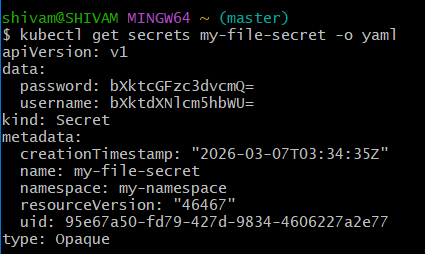 shivam@SHIVAM MINGW64 ~ (master)
$ kubectl get secrets my-file-secret -o yaml
apiVersion: v1
data:
  password: bXktcGFzc3dvcmQ=
  username: bXktdXNlcm5hbWU=
kind: Secret
metadata:
  creationTimestamp: "2026-03-07T03:34:35Z"
  name: my-file-secret
  namespace: my-namespace
  resourceVersion: "46467"
  uid: 95e67a50-fd79-427d-9834-4606227a2e77
type: Opaque